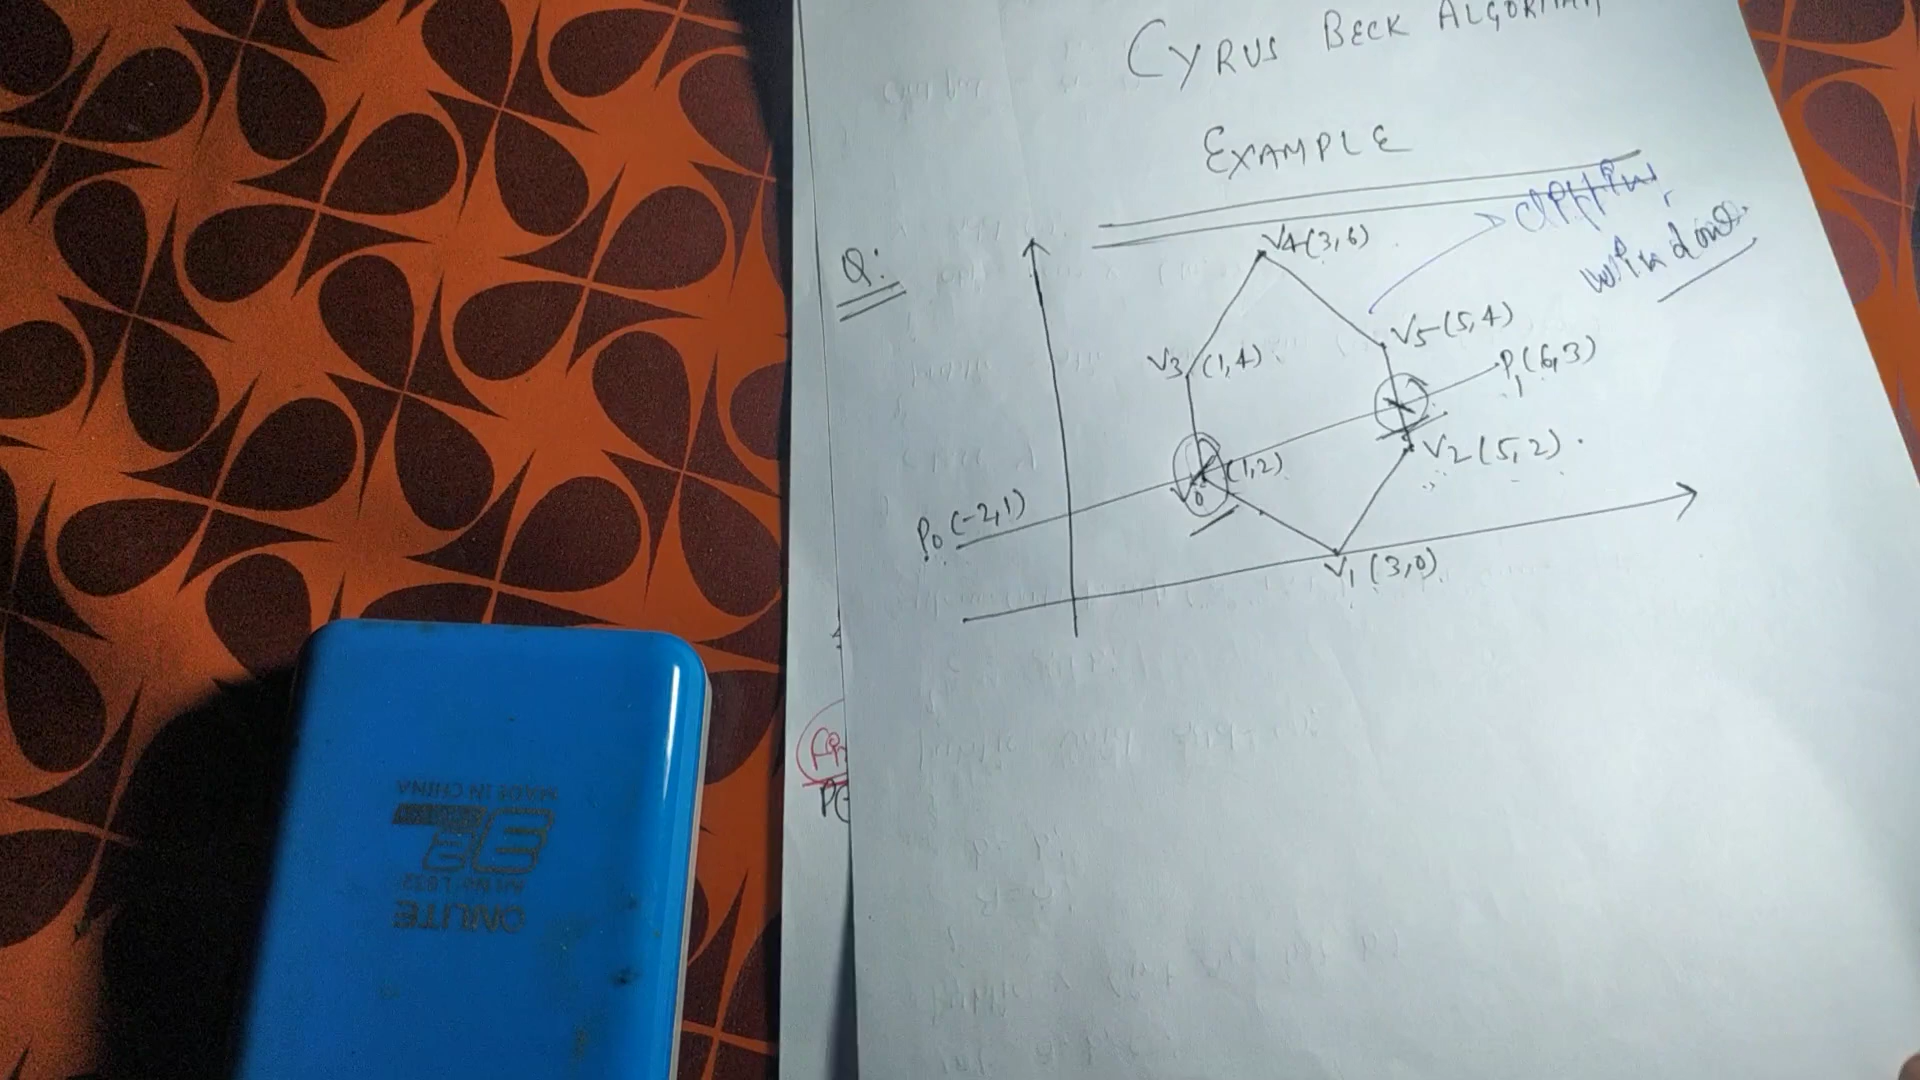 CYRUS BECK ALGORITHM
EXAMPLE
Q:
V4(3,6)
clipping
window
V5(5,4)
V3 (1,4)
P1(6,3)
V0 (1,2)
V2(5,2)
P0(-2,1)
V1(3,0)
MADE IN CHINA
ONLITE